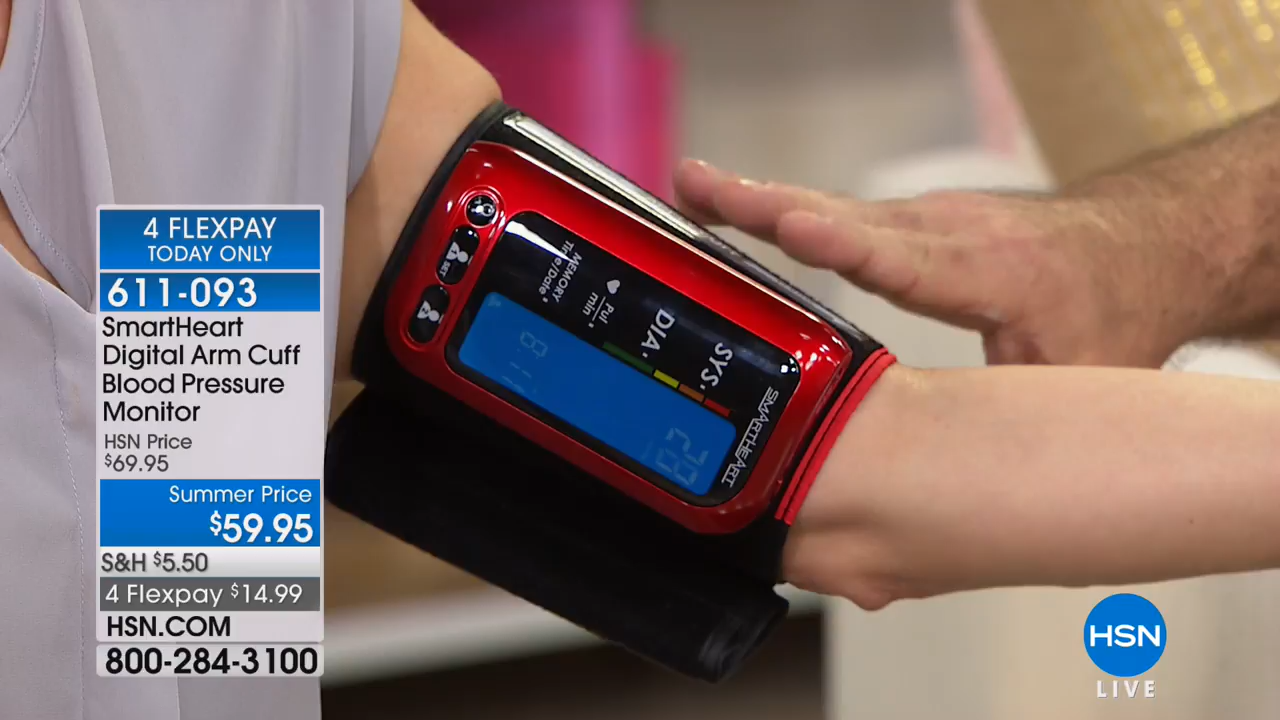 4 FLEXPAY
TODAY ONLY
611-093
SmartHeart
Digital Arm Cuff
Blood Pressure
Monitor
HSN Price
$69.95
Summer Price
$59.95
S&H $5.50
4 Flexpay $14.99
HSN.COM
800-284-3100
MEMORY
Time/Date
Pul
min
DIA.
SYS.
SMARTHEART
SET
HSN
LIVE